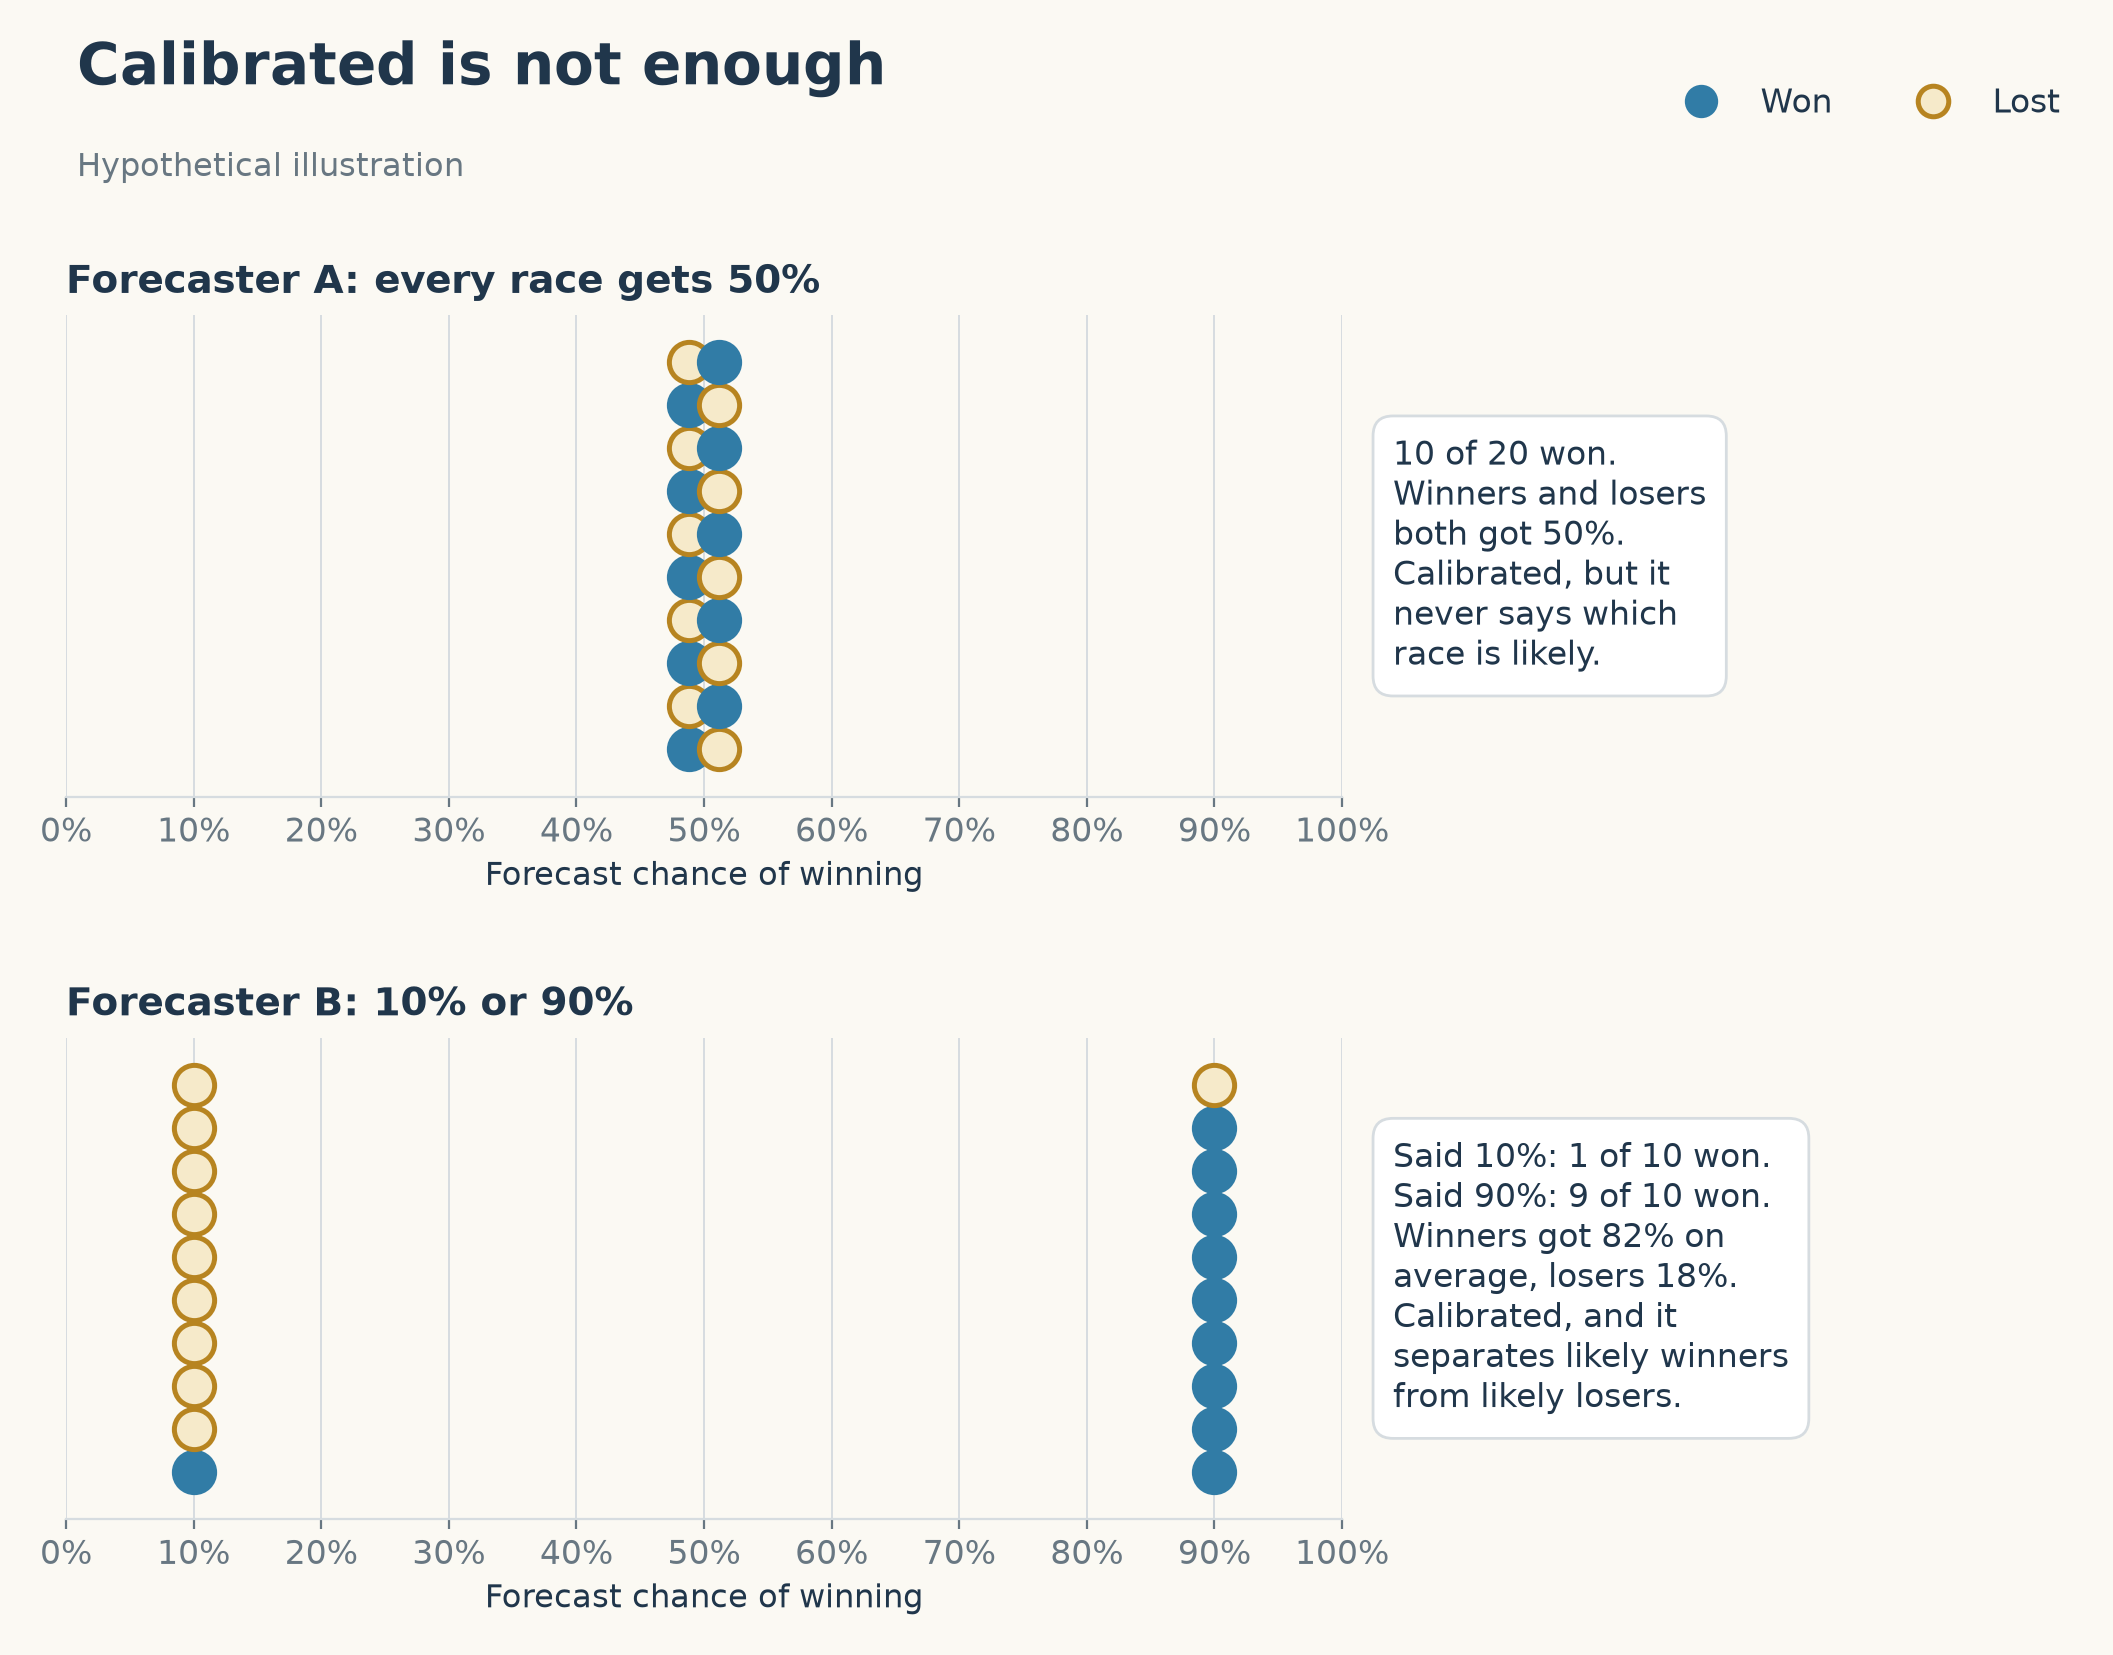 Calibrated is not enough
Won
Lost
Hypothetical illustration
Forecaster A: every race gets 50%
10 of 20 won.
Winners and losers
both got 50%.
Calibrated, but it
never says which
race is likely.
0% 10% 20% 30% 40% 50% 60% 70% 80% 90% 100%
Forecast chance of winning
Forecaster B: 10% or 90%
Said 10%: 1 of 10 won.
Said 90%: 9 of 10 won.
Winners got 82% on
average, losers 18%.
Calibrated, and it
separates likely winners
from likely losers.
0% 10% 20% 30% 40% 50% 60% 70% 80% 90% 100%
Forecast chance of winning